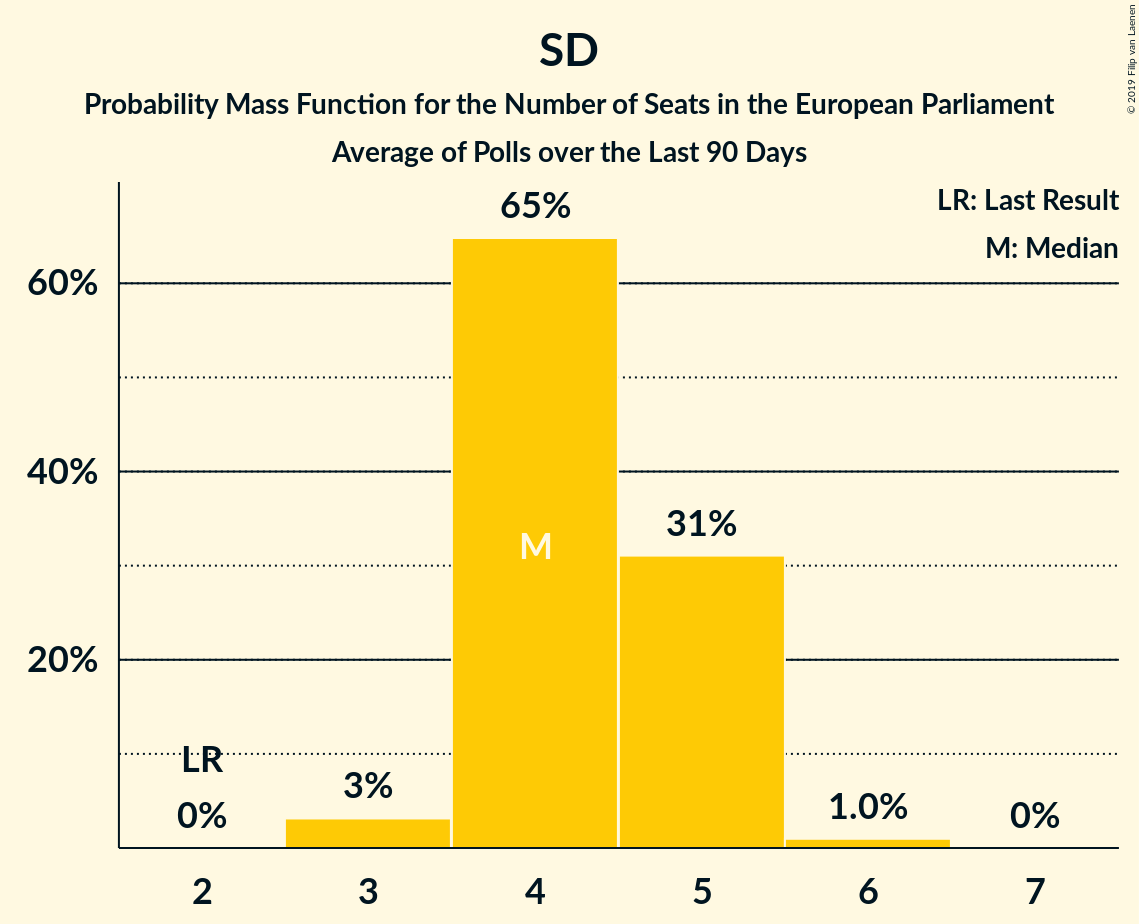 SD
Probability Mass Function for the Number of Seats in the European Parliament
Average of Polls over the Last 90 Days
© 2019 Filip van Laenen
LR: Last Result
M: Median
65%
60%
40%
31%
M
20%
LR
3%
1.0%
0%
0%
2 3 4 5 6 7